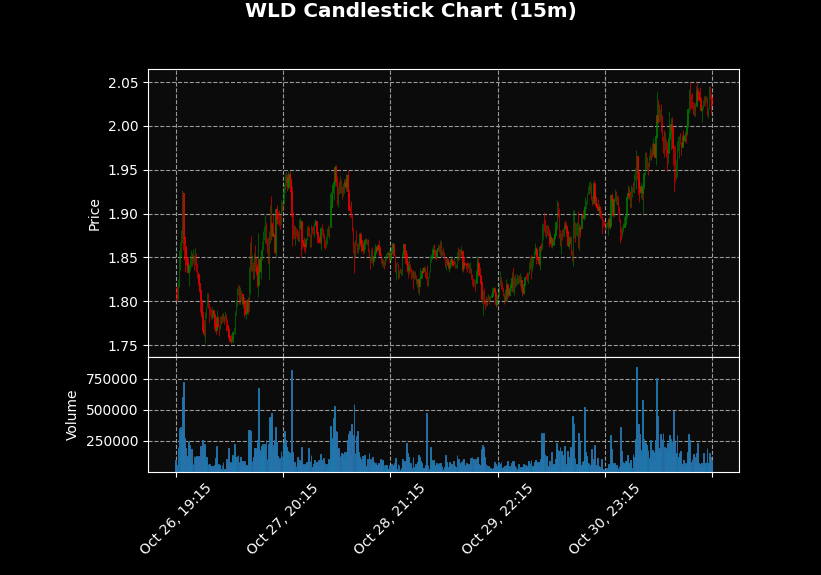 WLD Candlestick Chart (15m)
Price
2.05
2.00
1.95
1.90
1.85
1.80
1.75
Volume
750000
500000
250000
Oct 26, 19:15
Oct 27, 20:15
Oct 28, 21:15
Oct 29, 22:15
Oct 30, 23:15